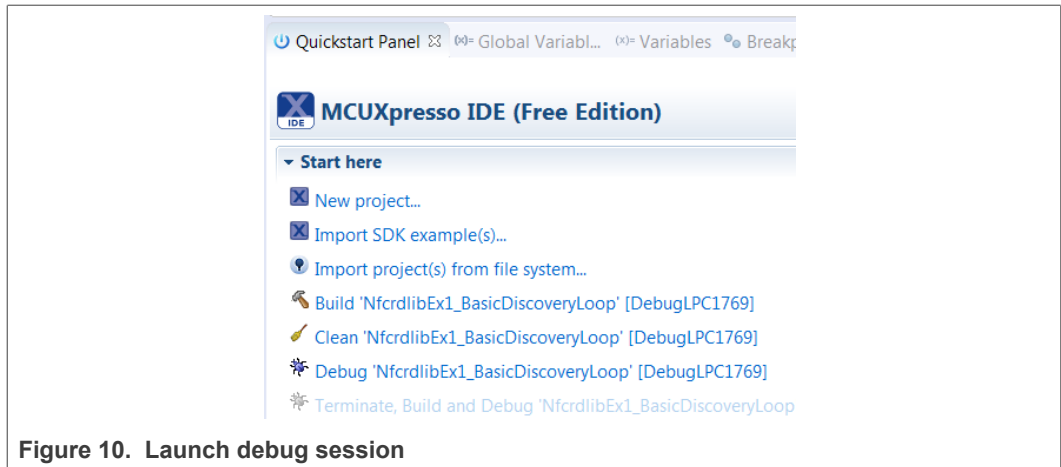 Quickstart Panel (x)= Global Variabl... (x)= Variables Breakp
IDE MCUXpresso IDE (Free Edition)
Start here
New project...
Import SDK example(s)...
Import project(s) from file system...
Build 'NfcrdlibEx1_BasicDiscoveryLoop' [DebugLPC1769]
Clean 'NfcrdlibEx1_BasicDiscoveryLoop' [DebugLPC1769]
Debug 'NfcrdlibEx1_BasicDiscoveryLoop' [DebugLPC1769]
Terminate, Build and Debug 'NfcrdlibEx1_BasicDiscoveryLoop
Figure 10. Launch debug session